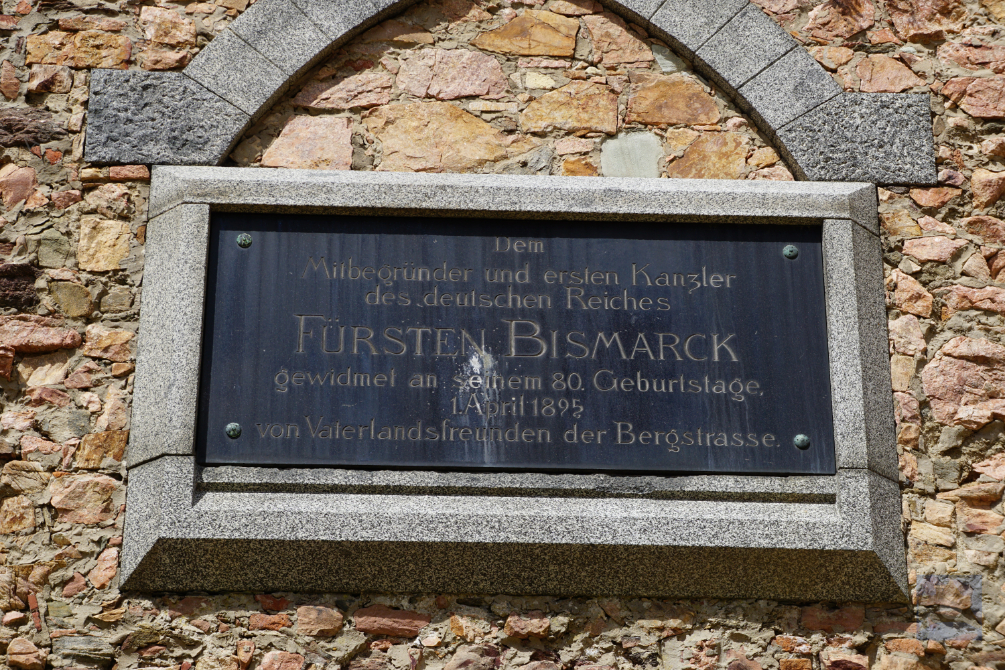 Dem
Mitbegründer und ersten Kanzler
des deutschen Reiches
FÜRSTEN BISMARCK
gewidmet an seinem 80. Geburtstage,
1. April 1895
von Vaterlandsfreunden der Bergstrasse.